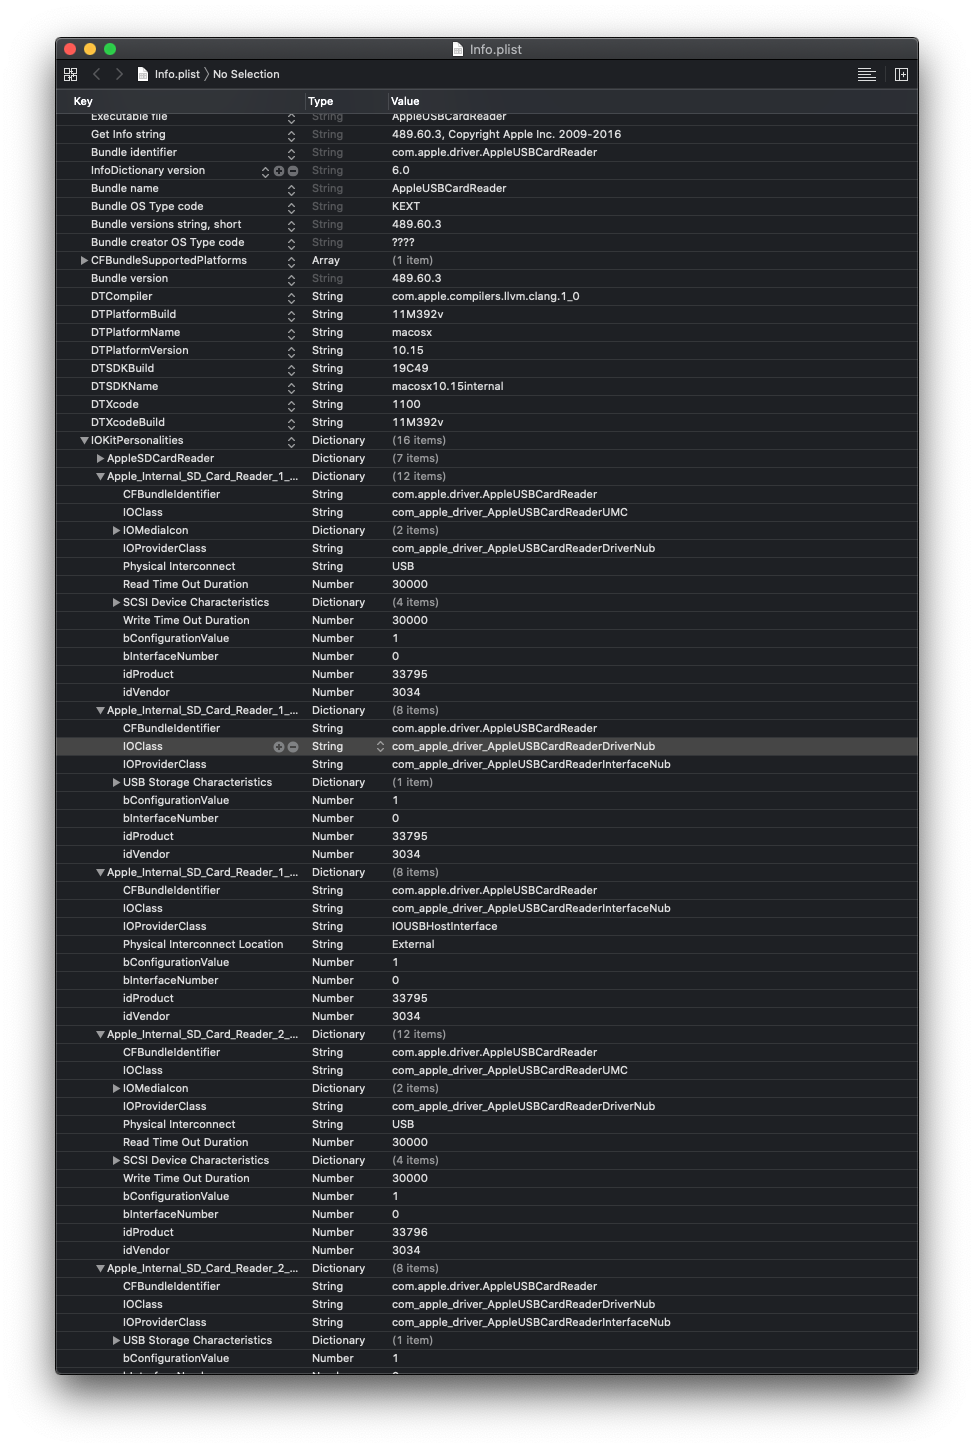 Info.plist
Info.plist No Selection
Key Type Value
Executable file String AppleUSBCardReader
Get Info string String 489.60.3, Copyright Apple Inc. 2009-2016
Bundle identifier String com.apple.driver.AppleUSBCardReader
InfoDictionary version String 6.0
Bundle name String AppleUSBCardReader
Bundle OS Type code String KEXT
Bundle versions string, short String 489.60.3
Bundle creator OS Type code String ????
CFBundleSupportedPlatforms Array (1 item)
Bundle version String 489.60.3
DTCompiler String com.apple.compilers.llvm.clang.1_0
DTPlatformBuild String 11M392v
DTPlatformName String macosx
DTPlatformVersion String 10.15
DTSDKBuild String 19C49
DTSDKName String macosx10.15internal
DTXcode String 1100
DTXcodeBuild String 11M392v
IOKitPersonalities Dictionary (16 items)
AppleSDCardReader Dictionary (7 items)
Apple_Internal_SD_Card_Reader_1_... Dictionary (12 items)
CFBundleIdentifier String com.apple.driver.AppleUSBCardReader
IOClass String com_apple_driver_AppleUSBCardReaderUMC
IOMediaIcon Dictionary (2 items)
IOProviderClass String com_apple_driver_AppleUSBCardReaderDriverNub
Physical Interconnect String USB
Read Time Out Duration Number 30000
SCSI Device Characteristics Dictionary (4 items)
Write Time Out Duration Number 30000
bConfigurationValue Number 1
bInterfaceNumber Number 0
idProduct Number 33795
idVendor Number 3034
Apple_Internal_SD_Card_Reader_1_... Dictionary (8 items)
CFBundleIdentifier String com.apple.driver.AppleUSBCardReader
IOClass String com_apple_driver_AppleUSBCardReaderDriverNub
IOProviderClass String com_apple_driver_AppleUSBCardReaderInterfaceNub
USB Storage Characteristics Dictionary (1 item)
bConfigurationValue Number 1
bInterfaceNumber Number 0
idProduct Number 33795
idVendor Number 3034
Apple_Internal_SD_Card_Reader_1_... Dictionary (8 items)
CFBundleIdentifier String com.apple.driver.AppleUSBCardReader
IOClass String com_apple_driver_AppleUSBCardReaderInterfaceNub
IOProviderClass String IOUSBHostInterface
Physical Interconnect Location String External
bConfigurationValue Number 1
bInterfaceNumber Number 0
idProduct Number 33795
idVendor Number 3034
Apple_Internal_SD_Card_Reader_2_... Dictionary (12 items)
CFBundleIdentifier String com.apple.driver.AppleUSBCardReader
IOClass String com_apple_driver_AppleUSBCardReaderUMC
IOMediaIcon Dictionary (2 items)
IOProviderClass String com_apple_driver_AppleUSBCardReaderDriverNub
Physical Interconnect String USB
Read Time Out Duration Number 30000
SCSI Device Characteristics Dictionary (4 items)
Write Time Out Duration Number 30000
bConfigurationValue Number 1
bInterfaceNumber Number 0
idProduct Number 33796
idVendor Number 3034
Apple_Internal_SD_Card_Reader_2_... Dictionary (8 items)
CFBundleIdentifier String com.apple.driver.AppleUSBCardReader
IOClass String com_apple_driver_AppleUSBCardReaderDriverNub
IOProviderClass String com_apple_driver_AppleUSBCardReaderInterfaceNub
USB Storage Characteristics Dictionary (1 item)
bConfigurationValue Number 1